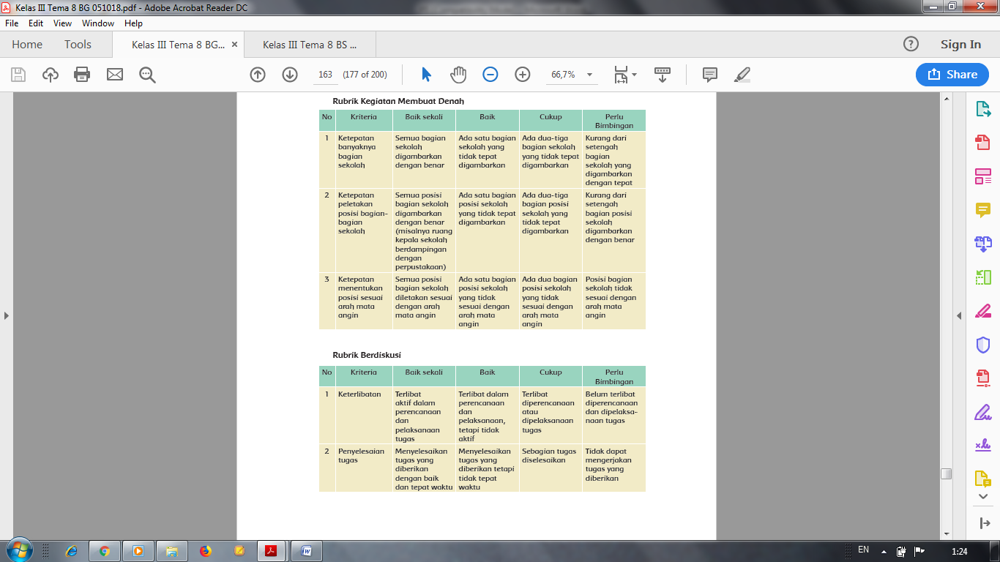 Kelas III Tema 8 BG 051018.pdf - Adobe Acrobat Reader DC
File Edit View Window Help
Home Tools Kelas III Tema 8 BG... × Kelas III Tema 8 BS ... Sign In
163 (177 of 200) 66,7% Share
Rubrik Kegiatan Membuat Denah
No Kriteria Baik sekali Baik Cukup Perlu
Bimbingan
1 Ketepatan Semua bagian Ada satu bagian Ada dua-tiga Kurang dari
banyaknya sekolah sekolah yang bagian sekolah setengah
bagian digambarkan tidak tepat yang tidak tepat bagian
sekolah dengan benar digambarkan digambarkan sekolah yang
digambarkan
dengan tepat
2 Ketepatan Semua posisi Ada satu bagian Ada dua-tiga Kurang dari
peletakan bagian sekolah posisi sekolah bagian posisi setengah
posisi bagian- digambarkan yang tidak tepat sekolah yang bagian posisi
bagian dengan benar digambarkan tidak tepat sekolah
sekolah (misalnya ruang digambarkan digambarkan
kepala sekolah dengan benar
berdampingan
dengan
perpustakaan)
3 Ketepatan Semua posisi Ada satu bagian Ada dua bagian Posisi bagian
menentukan bagian sekolah posisi sekolah posisi sekolah sekolah tidak
posisi sesuai diletakan sesuai yang tidak yang tidak sesuai dengan
arah mata dengan arah sesuai dengan sesuai dengan arah mata
angin mata angin arah mata arah mata angin
angin angin
Rubrik Berdiskusi
No Kriteria Baik sekali Baik Cukup Perlu
Bimbingan
1 Keterlibatan Terlibat Terlibat dalam Terlibat Belum terlibat
aktif dalam perencanaan diperencanaan diperencanaan
perencanaan dan atau dan dipelaksa-
dan pelaksanaan, dipelaksanaan naan tugas
pelaksanaan tetapi tidak tugas
tugas aktif
2 Penyelesaian Menyelesaikan Menyelesaikan Sebagian tugas Tidak dapat
tugas tugas yang tugas yang diselesaikan mengerjakan
diberikan diberikan tetapi tugas yang
dengan baik tidak tepat diberikan
dan tepat waktu waktu
EN 1:24